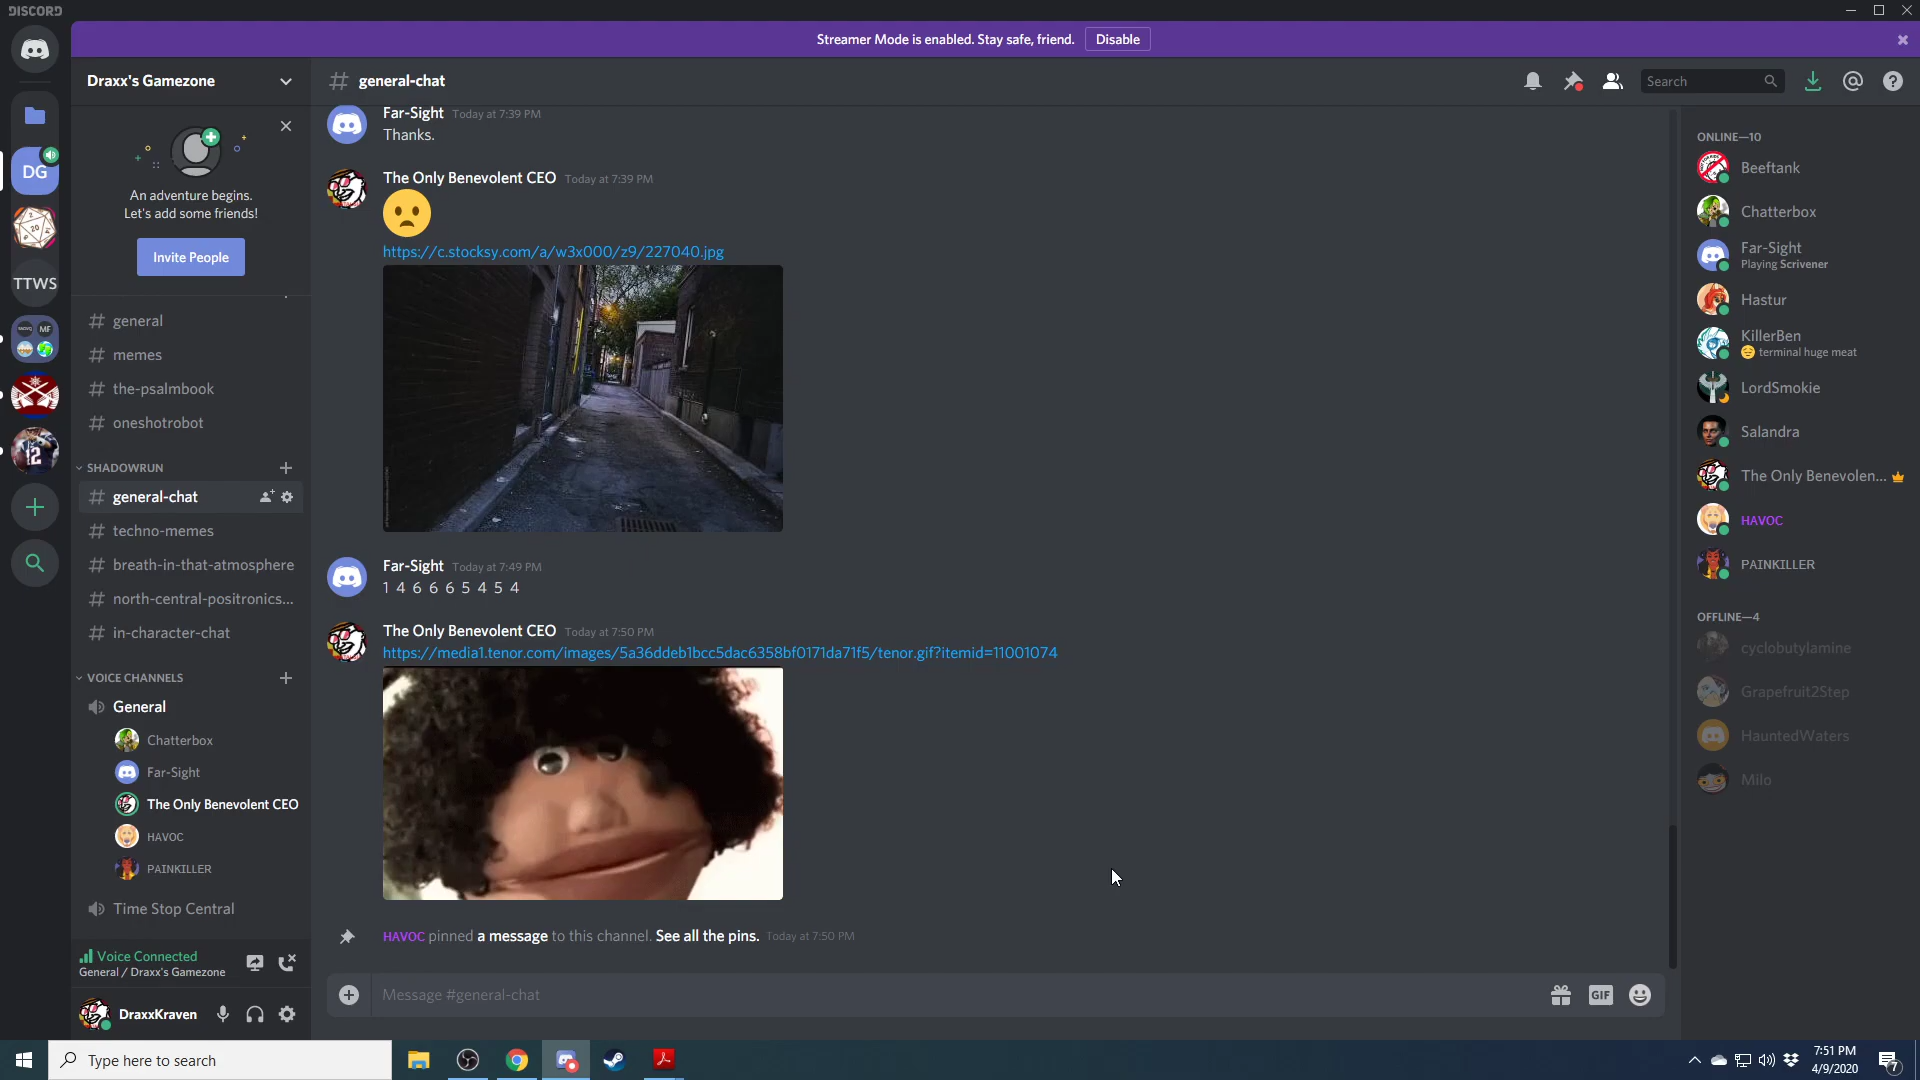 DISCORD
Streamer Mode is enabled. Stay safe, friend.
Disable
Draxx's Gamezone
general-chat
Search
DG
20
TTWS
MF
12
An adventure begins.
Let's add some friends!
Invite People
general
memes
the-psalmbook
oneshotrobot
SHADOWRUN
general-chat
techno-memes
breath-in-that-atmosphere
north-central-positronics...
in-character-chat
VOICE CHANNELS
General
Chatterbox
Far-Sight
The Only Benevolent CEO
HAVOC
PAINKILLER
Time Stop Central
Voice Connected
General / Draxx's Gamezone
DraxxKraven
Far-Sight Today at 7:39 PM
Thanks.
The Only Benevolent CEO Today at 7:39 PM
https://c.stocksy.com/a/w3x000/z9/227040.jpg
Far-Sight Today at 7:49 PM
1 4 6 6 6 5 4 5 4
The Only Benevolent CEO Today at 7:50 PM
https://media1.tenor.com/images/5a36ddeb1bcc5dac6358bf0171da71f5/tenor.gif?itemid=11001074
HAVOC pinned a message to this channel. See all the pins. Today at 7:50 PM
Message #general-chat
GIF
ONLINE—10
Beeftank
Chatterbox
Far-Sight
Playing Scrivener
Hastur
KillerBen
terminal huge meat
LordSmokie
Salandra
The Only Benevolen...
HAVOC
PAINKILLER
OFFLINE—4
cyclobutylamine
Grapefruit2Step
HauntedWaters
Milo
Type here to search
7:51 PM
4/9/2020
7